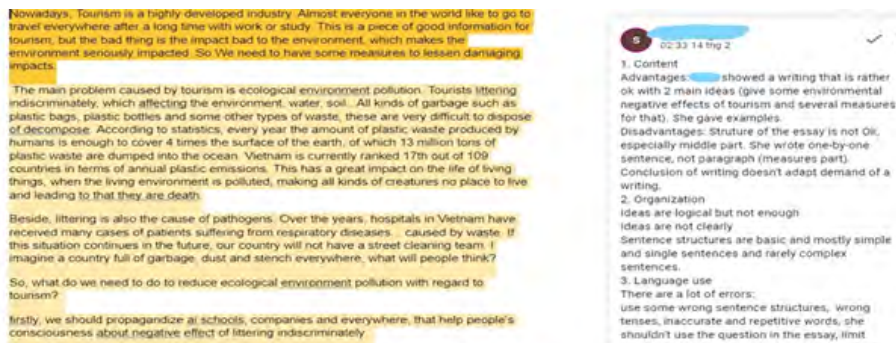 Nowadays, Tourism is a highly developed industry. Almost everyone in the world like to go to
travel everywhere after a long time with work or study. This is a piece of good information for
tourism, but the bad thing is the impact bad to the environment, which makes the
environment seriously impacted. So We need to have some measures to lessen damaging
impacts.
The main problem caused by tourism is ecological environment pollution. Tourists littering
indiscriminately, which affecting the environment, water, soil...All kinds of garbage such as
plastic bags, plastic bottles and some other types of waste, these are very difficult to dispose
of decompose. According to statistics, every year the amount of plastic waste produced by
humans is enough to cover 4 times the surface of the earth, of which 13 million tons of
plastic waste are dumped into the ocean. Vietnam is currently ranked 17th out of 109
countries in terms of annual plastic emissions. This has a great impact on the life of living
things, when the living environment is polluted, making all kinds of creatures no place to live
and leading to that they are death.
Beside, littering is also the cause of pathogens. Over the years, hospitals in Vietnam have
received many cases of patients suffering from respiratory diseases... caused by waste. If
this situation continues in the future, our country will not have a street cleaning team. I
imagine a country full of garbage, dust and stench everywhere, what will people think?
So, what do we need to do to reduce ecological environment pollution with regard to
tourism?
firstly, we should propagandize ai schools, companies and everywhere, that help people's
consciousness about negative effect of littering indiscriminately.
S
02:33 14 thg 2
1. Content
Advantages: showed a writing that is rather
ok with 2 main ideas (give some environmental
negative effects of tourism and several measures
for that). She gave examples.
Disadvantages: Struture of the essay is not Ok,
especially middle part. She wrote one-by-one
sentence, not paragraph (measures part).
Conclusion of writing doesn't adapt demand of a
writing.
2. Organization
Ideas are logical but not enough
Ideas are not clearly
Sentence structures are basic and mostly simple
and single sentences and rarely complex
sentences.
3. Language use
There are a lot of errors:
use some wrong sentence structures, wrong
tenses, inaccurate and repetitive words, she
shouldn't use the question in the essay, limit